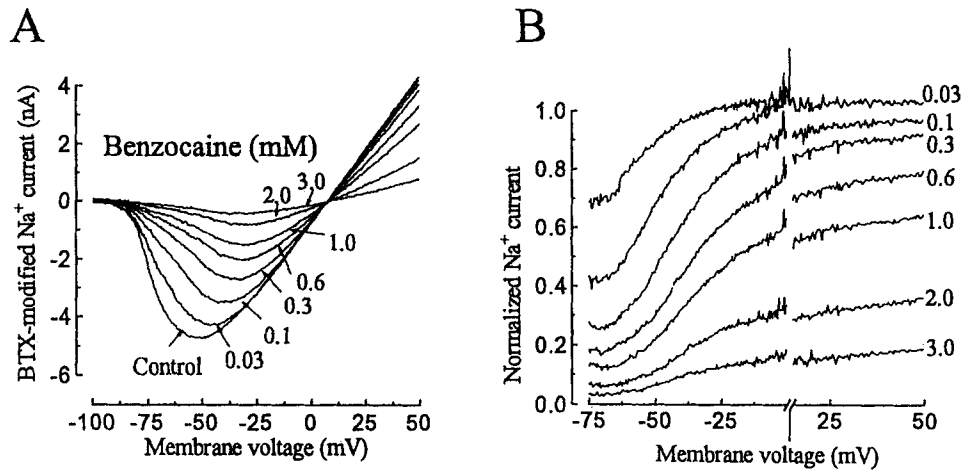 A
BTX-modified Na+ current (nA)
4
2
0
-2
-4
-6
Benzocaine (mM)
3.0
2.0
1.0
0.6
0.3
0.1
0.03
Control
-100 -75 -50 -25 0 25 50
Membrane voltage (mV)
B
Normalized Na+ current
1.0
0.8
0.6
0.4
0.2
0.0
0.03
0.1
0.3
0.6
1.0
2.0
3.0
-75 -50 -25 25 50
Membrane voltage (mV)